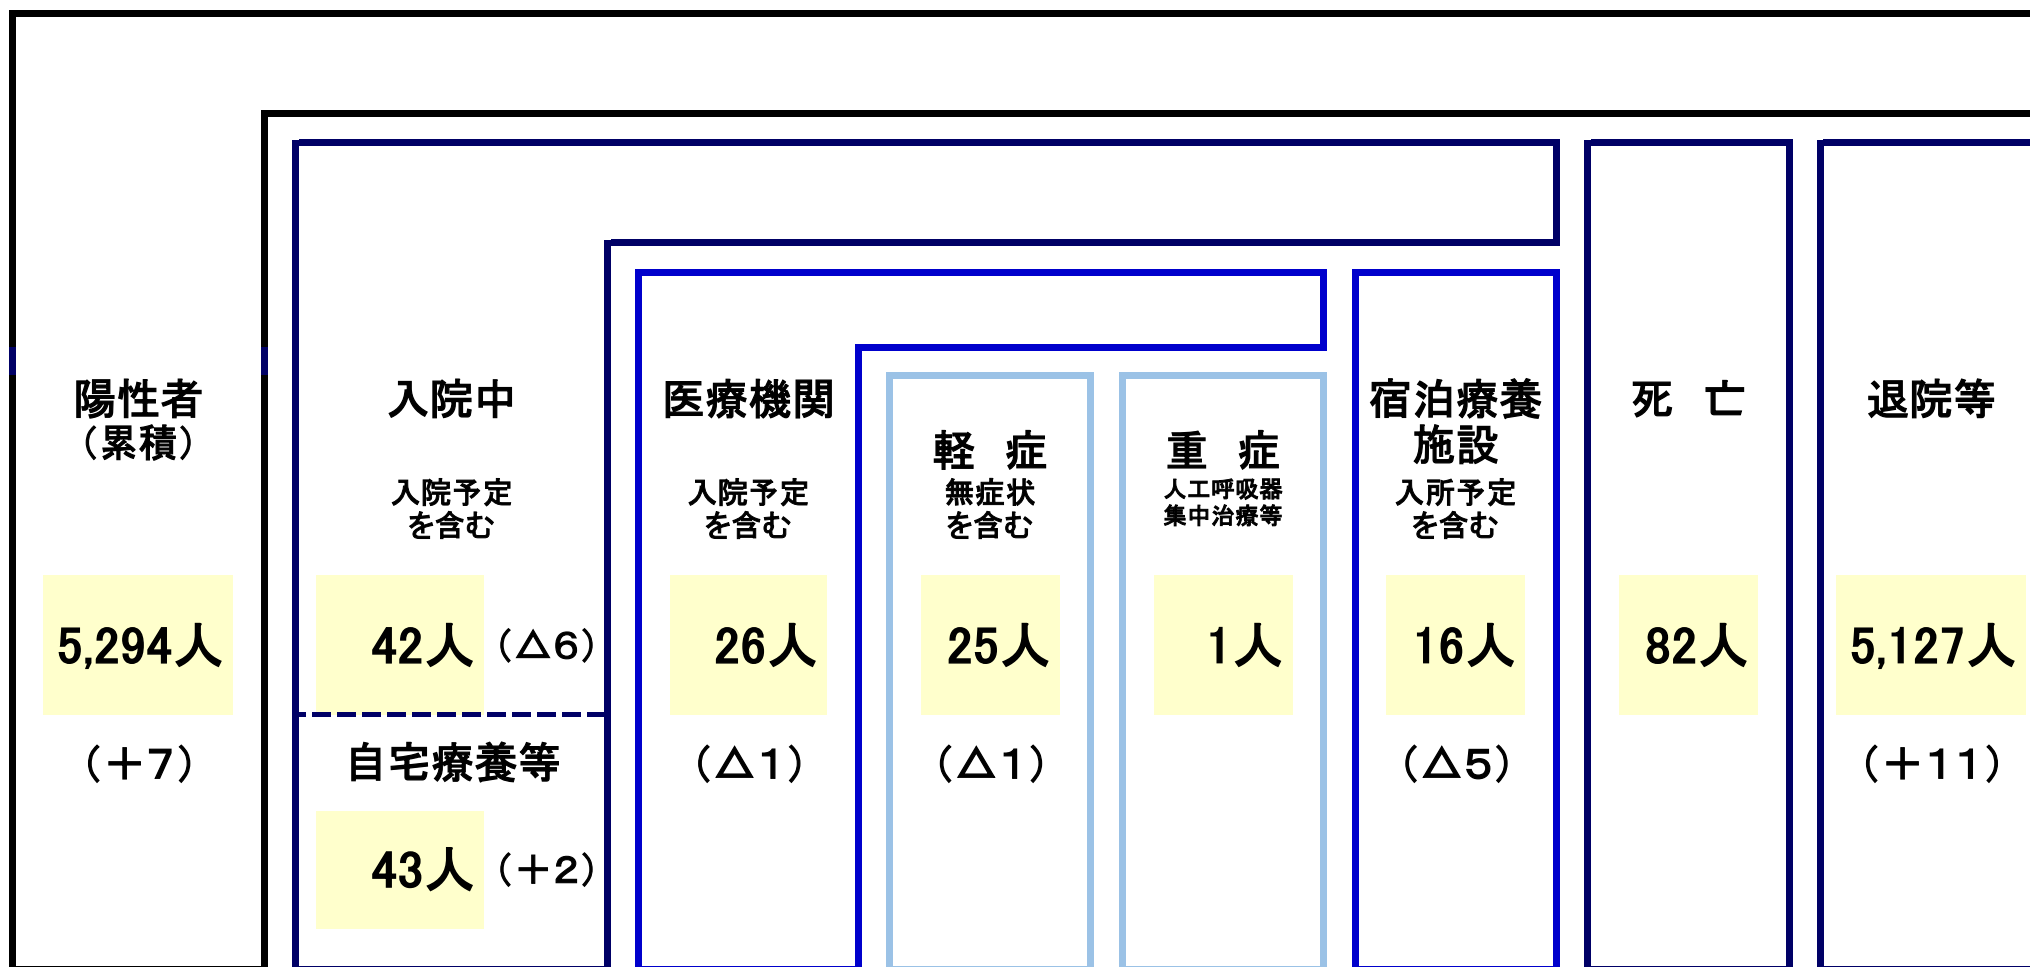 陽性者
（累積）
5,294人
（＋7）
入院中
入院予定
を含む
42人 （△6）
自宅療養等
43人 （＋2）
医療機関
入院予定
を含む
26人
（△1）
軽 症
無症状
を含む
25人
（△1）
重 症
人工呼吸器
集中治療等
1人
宿泊療養
施設
入所予定
を含む
16人
（△5）
死 亡
82人
退院等
5,127人
（＋11）